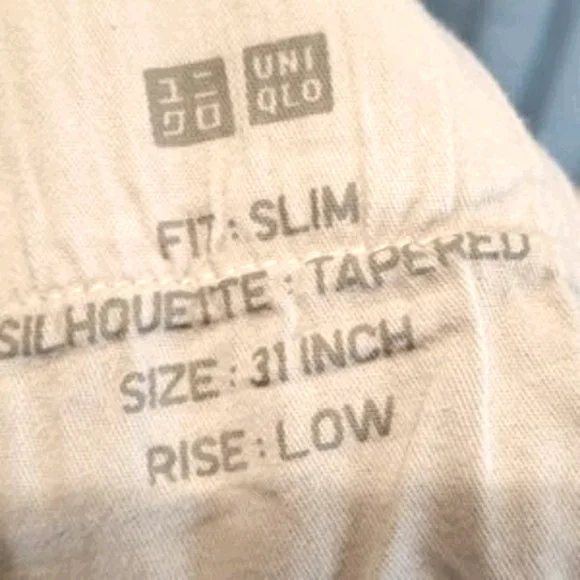 ユニ
クロ
UNI
QLO
FIT : SLIM
SILHOUETTE : TAPERED
SIZE : 31 INCH
RISE : LOW